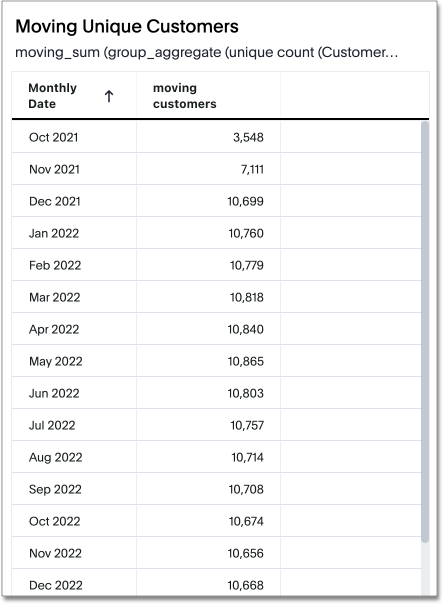 Moving Unique Customers
moving_sum (group_aggregate (unique count (Customer...
Monthly Date ↑ moving customers
Oct 2021 3,548
Nov 2021 7,111
Dec 2021 10,699
Jan 2022 10,760
Feb 2022 10,779
Mar 2022 10,818
Apr 2022 10,840
May 2022 10,865
Jun 2022 10,803
Jul 2022 10,757
Aug 2022 10,714
Sep 2022 10,708
Oct 2022 10,674
Nov 2022 10,656
Dec 2022 10,668